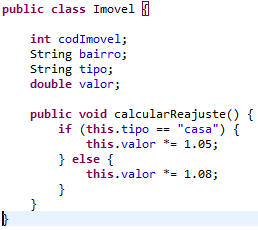 public class Imovel {
int codImovel;
String bairro;
String tipo;
double valor;
public void calcularReajuste() {
if (this.tipo == "casa") {
this.valor *= 1.05;
} else {
this.valor *= 1.08;
}
}
}